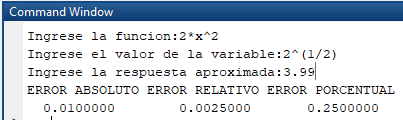 Command Window
Ingrese la funcion:2*x^2
Ingrese el valor de la variable:2^(1/2)
Ingrese la respuesta aproximada:3.99
ERROR ABSOLUTO ERROR RELATIVO ERROR PORCENTUAL
0.0100000 0.0025000 0.2500000